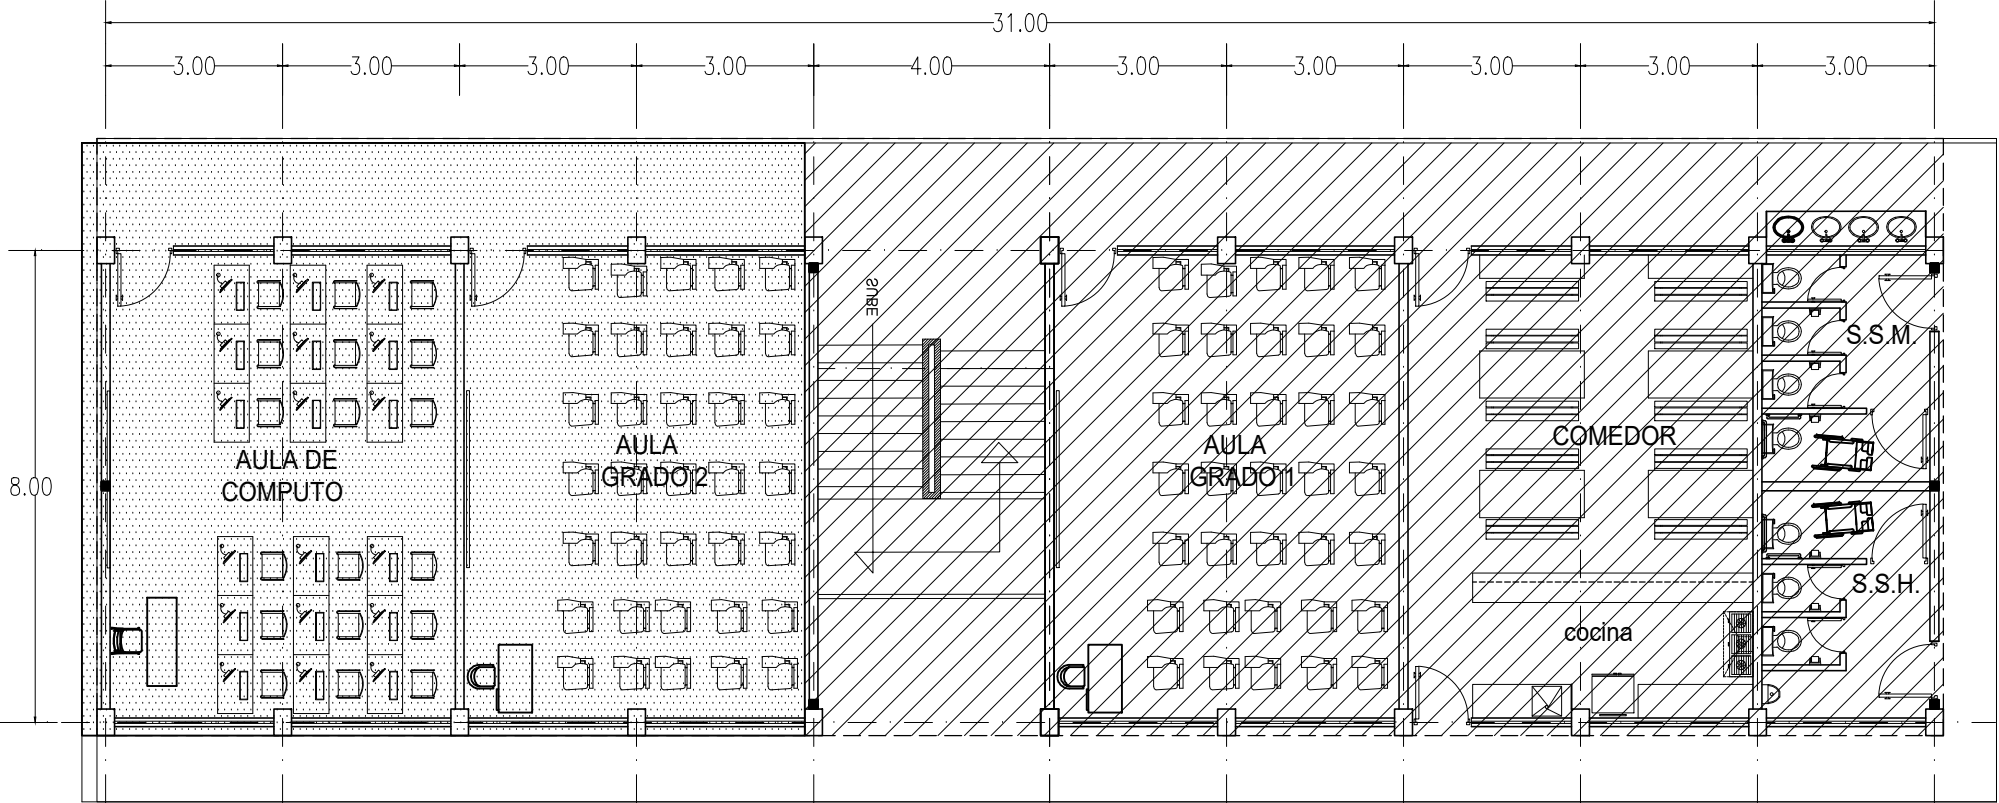 31.00
3.00 3.00 3.00 3.00 4.00 3.00 3.00 3.00 3.00 3.00
8.00
SUBE
S.S.M.
AULA DE
COMPUTO
AULA
GRADO 2
AULA
GRADO 1
COMEDOR
S.S.H.
cocina